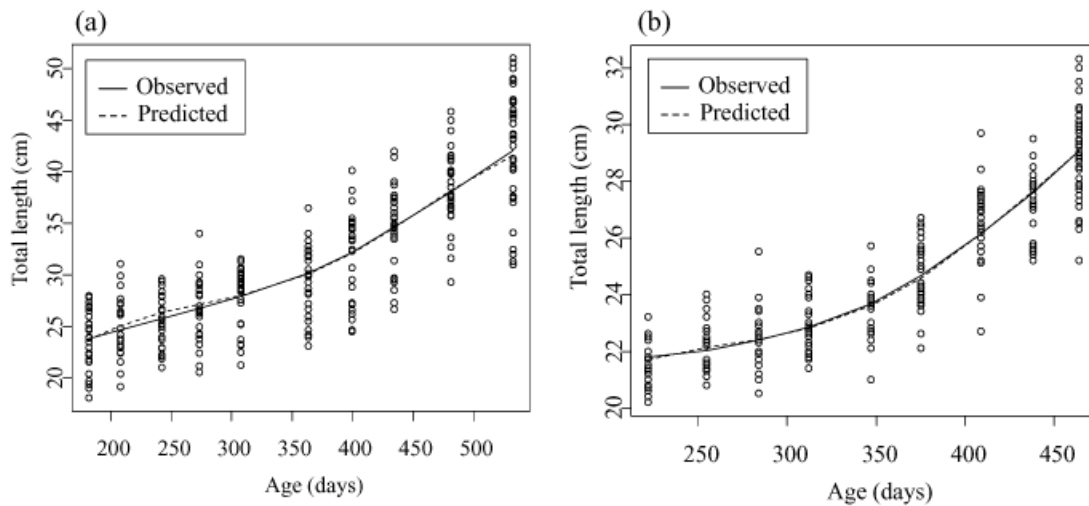 (a)
Observed
Predicted
Total length (cm)
50
45
40
35
30
25
20
200 250 300 350 400 450 500
Age (days)
(b)
Observed
Predicted
Total length (cm)
32
30
28
26
24
22
20
250 300 350 400 450
Age (days)